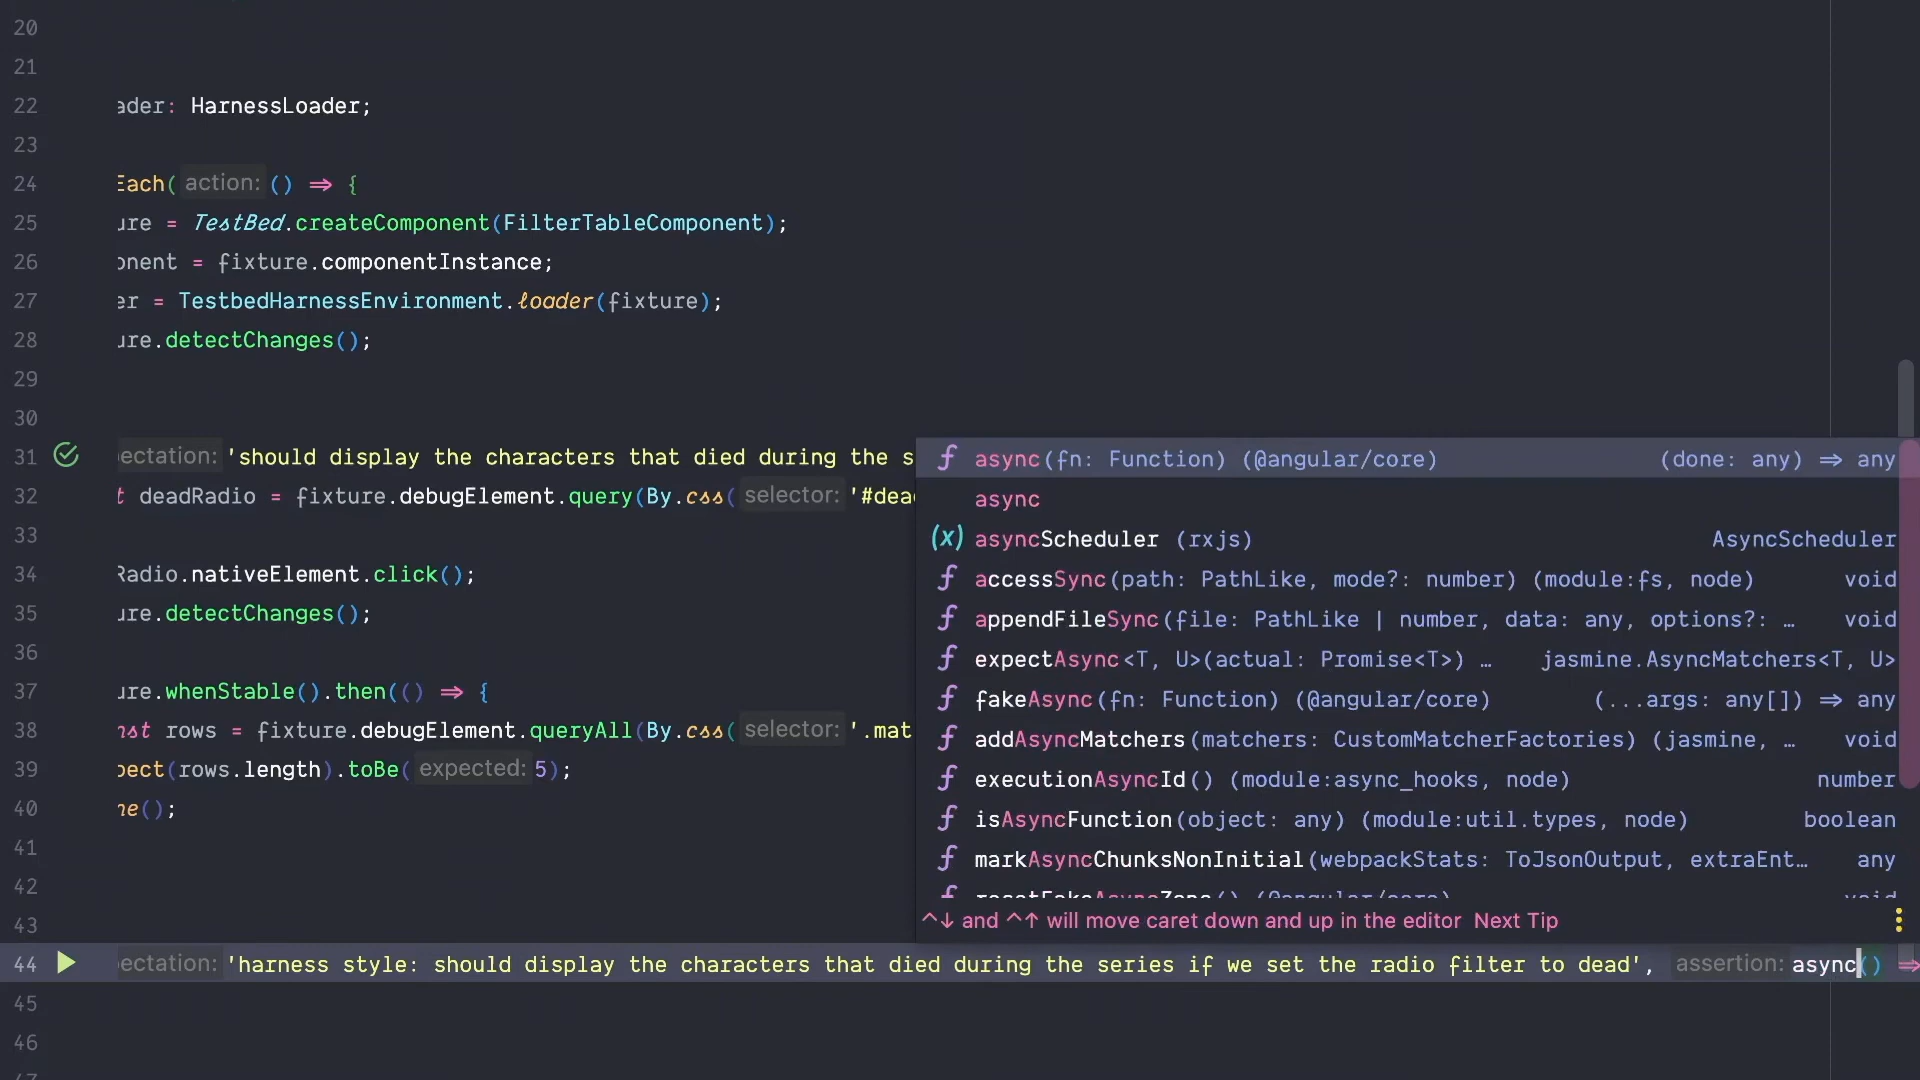 20
21
22 ader: HarnessLoader;
23
24 Each( action: () ⇒ {
25 ure = TestBed.createComponent(FilterTableComponent);
26 onent = fixture.componentInstance;
27 er = TestbedHarnessEnvironment.loader(fixture);
28 ure.detectChanges();
29
30
31 ectation: 'should display the characters that died during the s
32 t deadRadio = fixture.debugElement.query(By.css( selector: '#dead
33
34 Radio.nativeElement.click();
35 ure.detectChanges();
36
37 ure.whenStable().then(() ⇒ {
38 nst rows = fixture.debugElement.queryAll(By.css( selector: '.mat
39 pect(rows.length).toBe( expected: 5);
40 ne();
41
42
43
f async(fn: Function) (@angular/core) (done: any) ⇒ any
async
(x) asyncScheduler (rxjs) AsyncScheduler
f accessSync(path: PathLike, mode?: number) (module:fs, node) void
f appendFileSync(file: PathLike | number, data: any, options?: … void
f expectAsync<T, U>(actual: Promise<T>) … jasmine.AsyncMatchers<T, U>
f fakeAsync(fn: Function) (@angular/core) (...args: any[]) ⇒ any
f addAsyncMatchers(matchers: CustomMatcherFactories) (jasmine, … void
f executionAsyncId() (module:async_hooks, node) number
f isAsyncFunction(object: any) (module:util.types, node) boolean
f markAsyncChunksNonInitial(webpackStats: ToJsonOutput, extraEnt… any
f resetFakeAsyncZone() (@angular/core) void
^↓ and ^↑ will move caret down and up in the editor Next Tip
44 ectation: 'harness style: should display the characters that died during the series if we set the radio filter to dead', assertion: async() ⇒
45
46
47